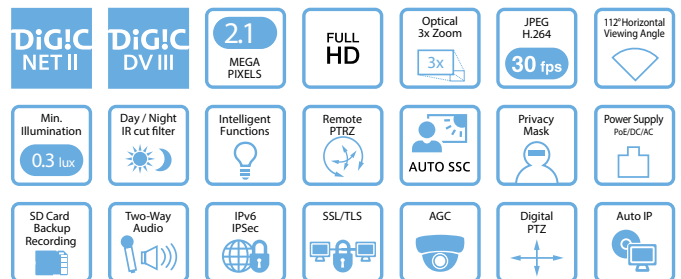 DiG!C
NET II
DiG!C
DV III
2.1
MEGA
PIXELS
FULL
HD
Optical
3x Zoom
3x
JPEG
H.264
30 fps
112° Horizontal
Viewing Angle
Min.
Illumination
0.3 lux
Day / Night
IR cut filter
Intelligent
Functions
Remote
PTRZ
AUTO SSC
Privacy
Mask
Power Supply
PoE/DC/AC
SD Card
Backup
Recording
Two-Way
Audio
IPv6
IPSec
SSL/TLS
AGC
Digital
PTZ
Auto IP